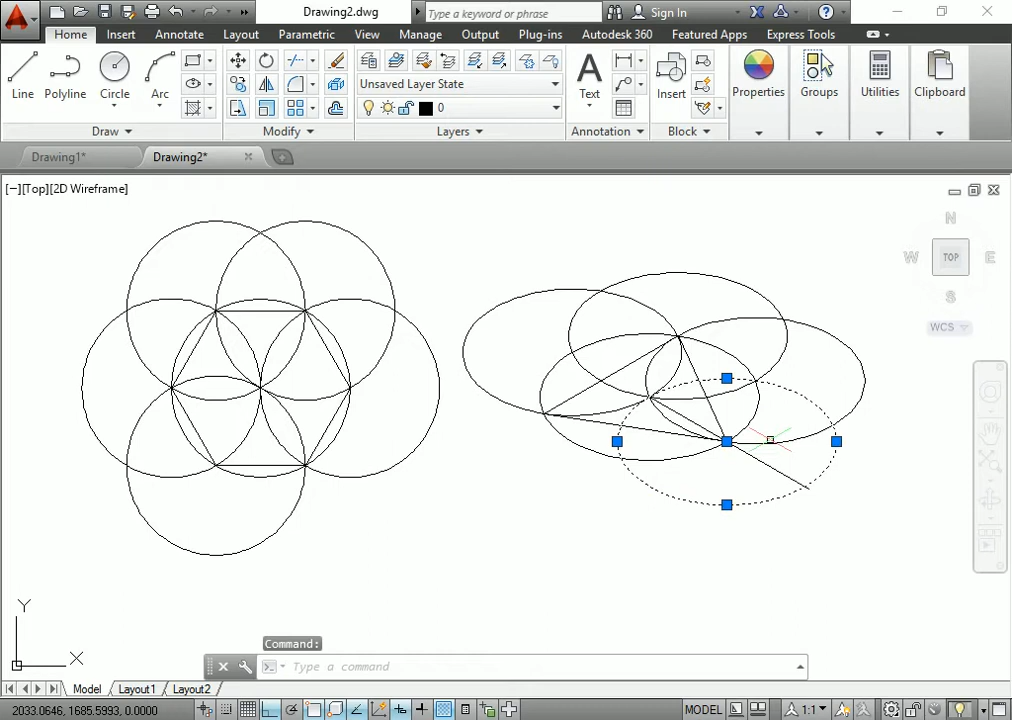 Drawing2.dwg
Type a keyword or phrase
Sign In
Home Insert Annotate Layout Parametric View Manage Output Plug-ins Autodesk 360 Featured Apps Express Tools
Line Polyline Circle Arc
Unsaved Layer State
0
Text Insert
Properties Groups Utilities Clipboard
Draw Modify Layers Annotation Block
Drawing1* Drawing2*
[−][Top][2D Wireframe]
N
W TOP E
S
WCS
Y
X
Command:
Type a command
Model Layout1 Layout2
2033.0646, 1685.5993, 0.0000 MODEL 1:1